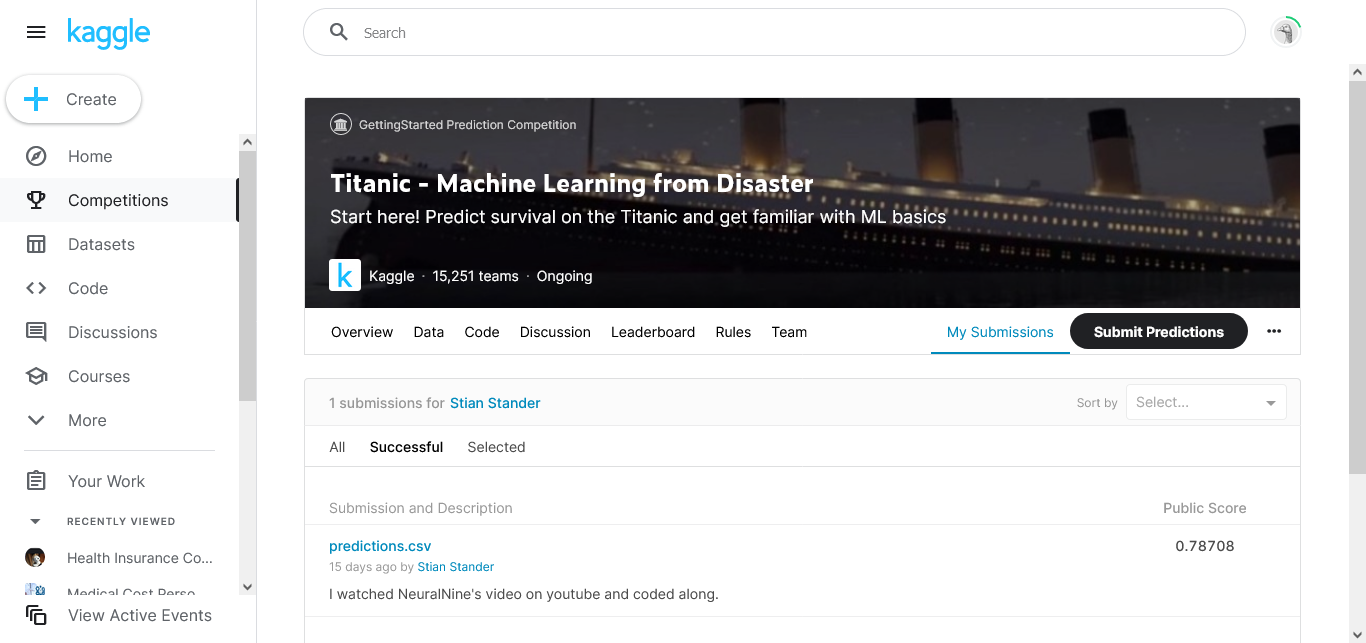 kaggle
Search
Create
Home
Competitions
Datasets
Code
Discussions
Courses
More
Your Work
RECENTLY VIEWED
Health Insurance Co...
Medical Cost Perso...
View Active Events
GettingStarted Prediction Competition
Titanic - Machine Learning from Disaster
Start here! Predict survival on the Titanic and get familiar with ML basics
k
Kaggle · 15,251 teams · Ongoing
Overview Data Code Discussion Leaderboard Rules Team My Submissions Submit Predictions
1 submissions for Stian Stander Sort by Select...
All Successful Selected
Submission and Description Public Score
predictions.csv 0.78708
15 days ago by Stian Stander
I watched NeuralNine's video on youtube and coded along.